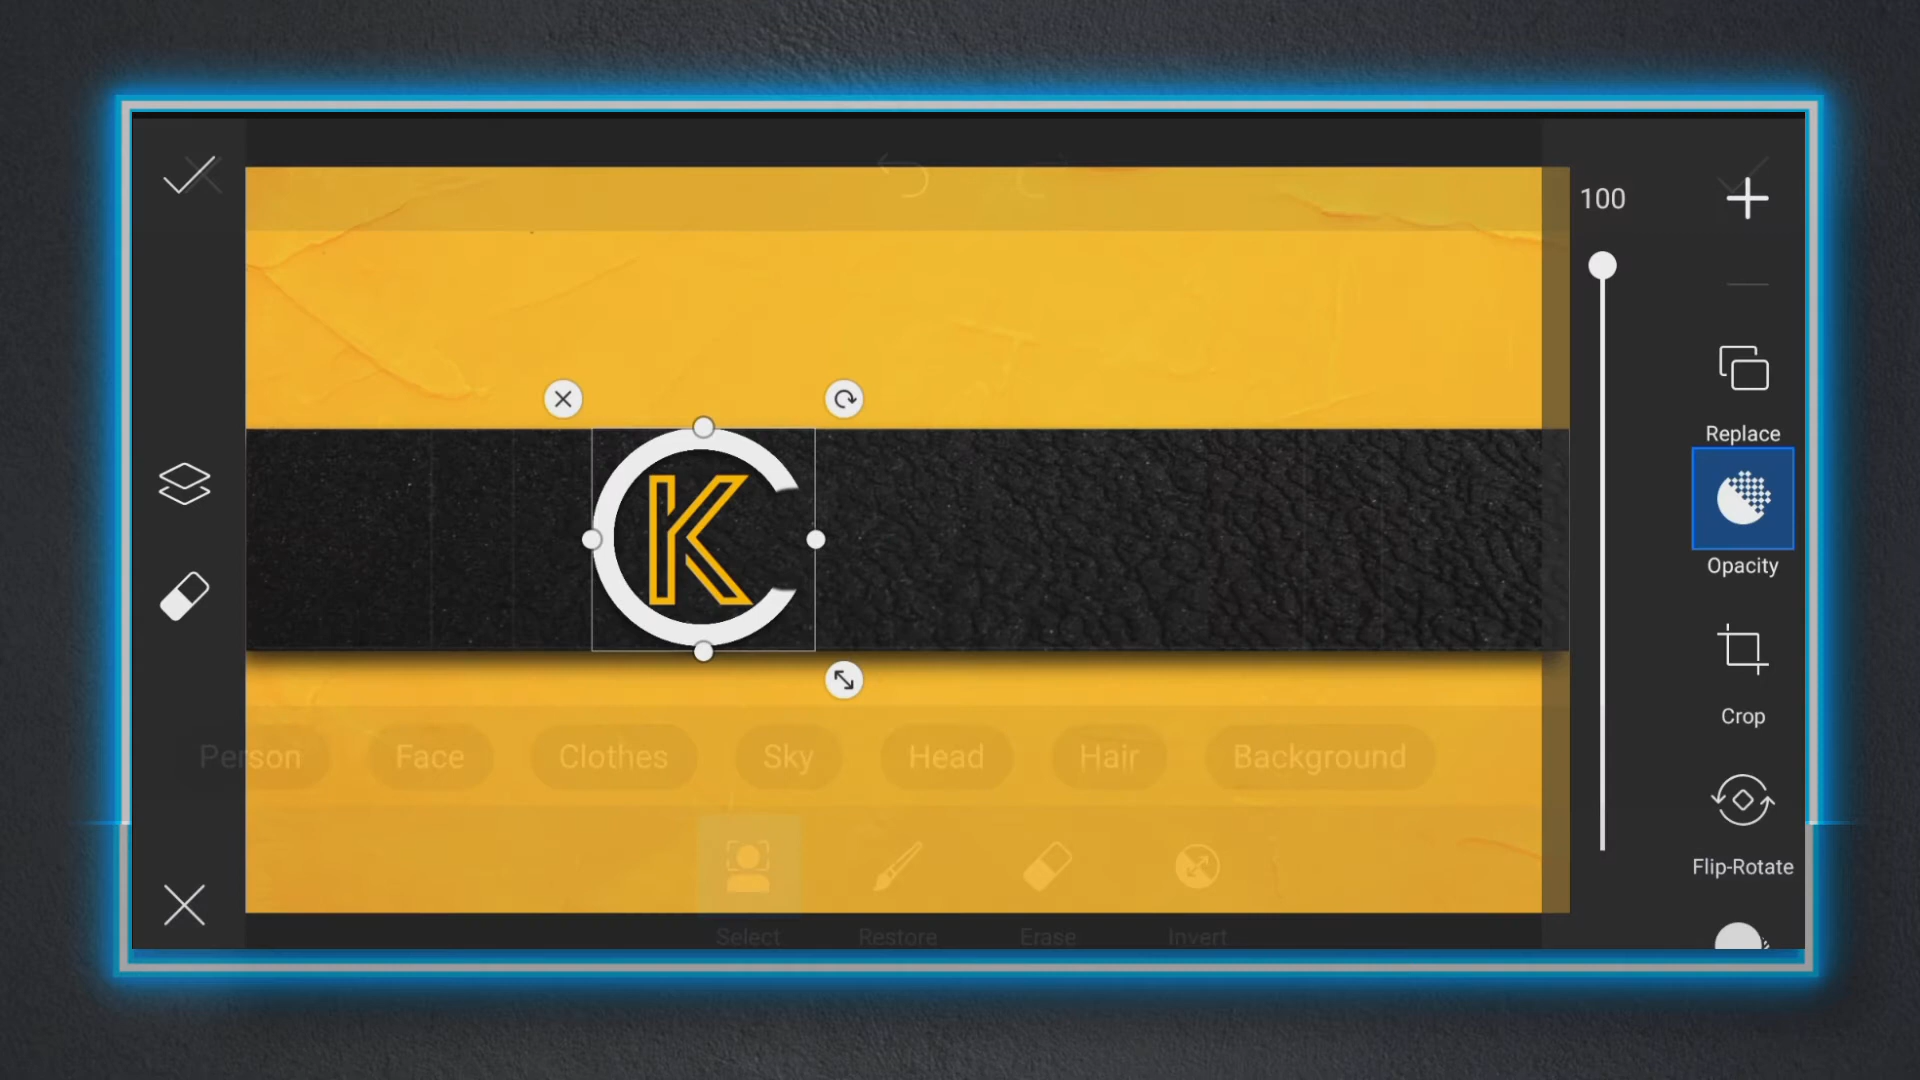 100
Replace
K
Opacity
Crop
Person Face Clothes Sky Head Hair Background
Flip-Rotate
Select Restore Erase Invert